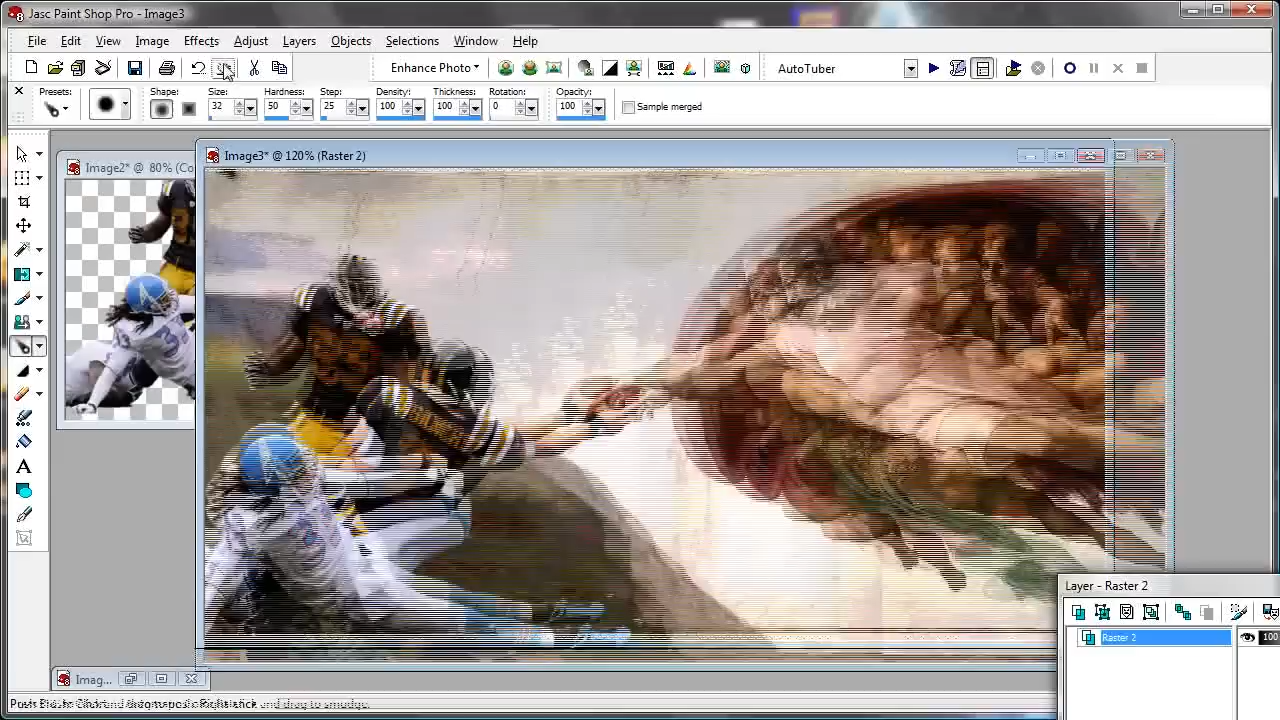 Jasc Paint Shop Pro - Image3
File Edit View Image Effects Adjust Layers Objects Selections Window Help
Enhance Photo AutoTuber
Presets: Shape: Size: Hardness: Step: Density: Thickness: Rotation: Opacity:
32 50 25 100 100 0 100 Sample merged
Image2* @ 80% (Co
Image3* @ 120% (Raster 2)
Layer - Raster 2
Raster 2
100
Imag...